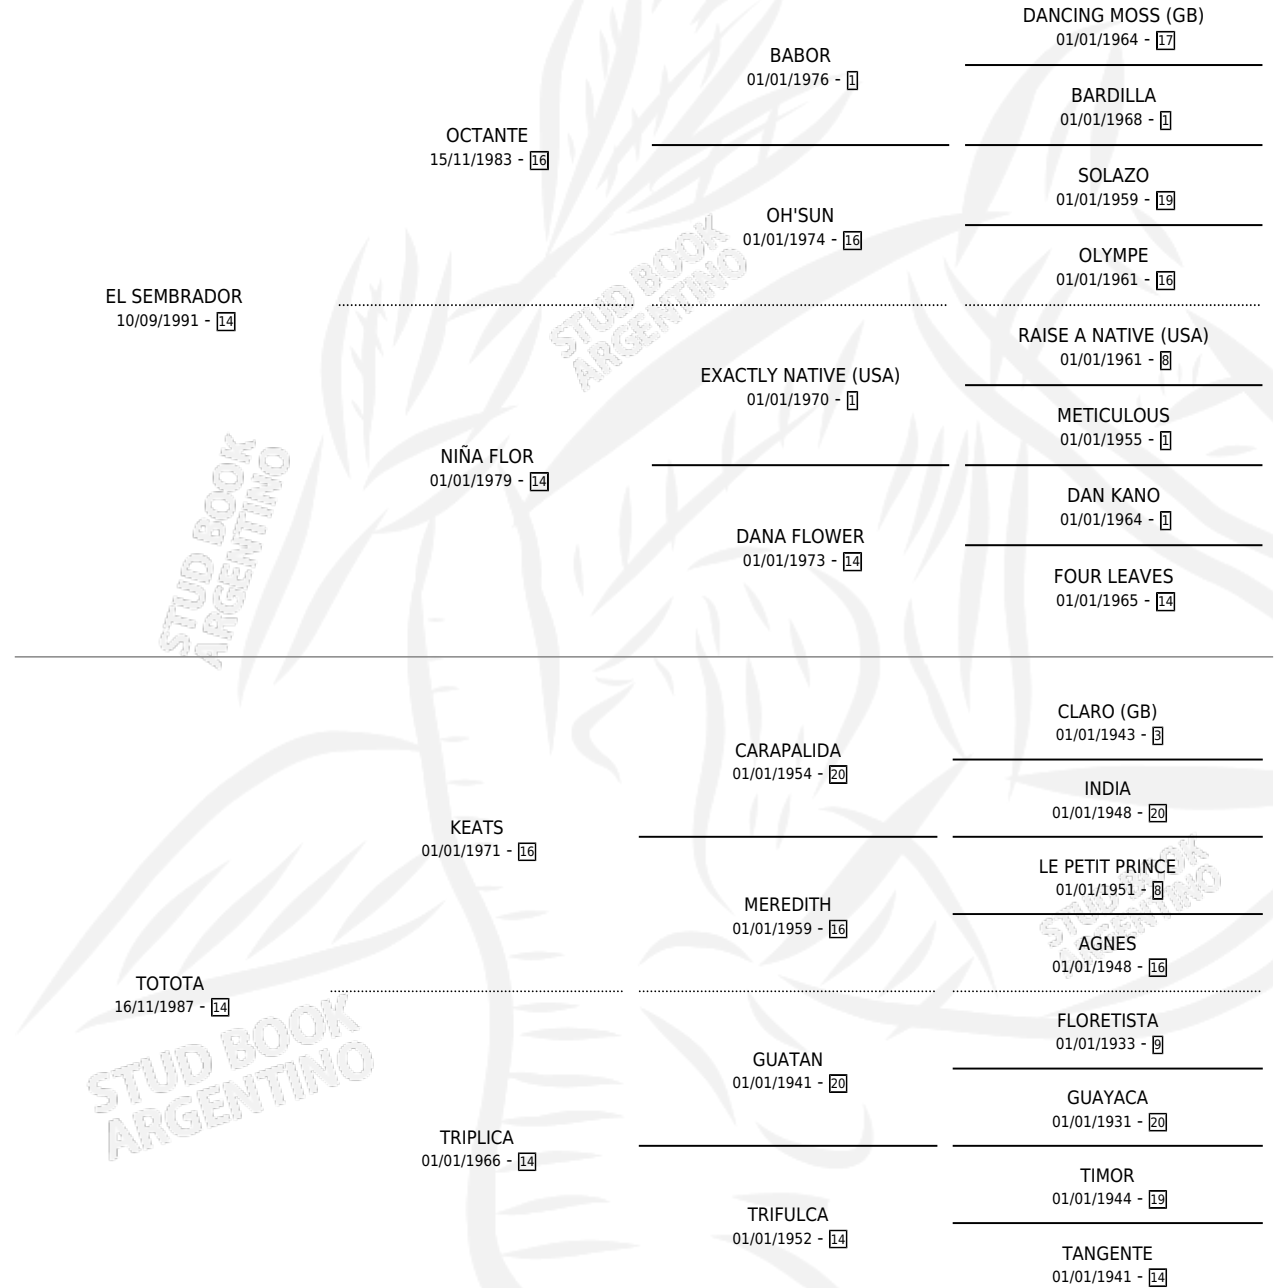 DANCING MOSS (GB)
01/01/1964 - 17
BABOR
01/01/1976 - 1
BARDILLA
01/01/1968 - 1
OCTANTE
15/11/1983 - 16
SOLAZO
01/01/1959 - 19
OH'SUN
01/01/1974 - 16
OLYMPE
01/01/1961 - 16
EL SEMBRADOR
10/09/1991 - 14
RAISE A NATIVE (USA)
01/01/1961 - 8
EXACTLY NATIVE (USA)
01/01/1970 - 1
METICULOUS
01/01/1955 - 1
NIÑA FLOR
01/01/1979 - 14
DAN KANO
01/01/1964 - 1
DANA FLOWER
01/01/1973 - 14
FOUR LEAVES
01/01/1965 - 14
CLARO (GB)
01/01/1943 - 3
CARAPALIDA
01/01/1954 - 20
INDIA
01/01/1948 - 20
KEATS
01/01/1971 - 16
LE PETIT PRINCE
01/01/1951 - 8
MEREDITH
01/01/1959 - 16
AGNES
01/01/1948 - 16
TOTOTA
16/11/1987 - 14
FLORETISTA
01/01/1933 - 9
GUATAN
01/01/1941 - 20
GUAYACA
01/01/1931 - 20
TRIPLICA
01/01/1966 - 14
TIMOR
01/01/1944 - 19
TRIFULCA
01/01/1952 - 14
TANGENTE
01/01/1941 - 14
STUD BOOK
ARGENTINO
STUD BOOK
ARGENTINO
STUD BOOK
ARGENTINO
STUD BOOK
ARGENTINO